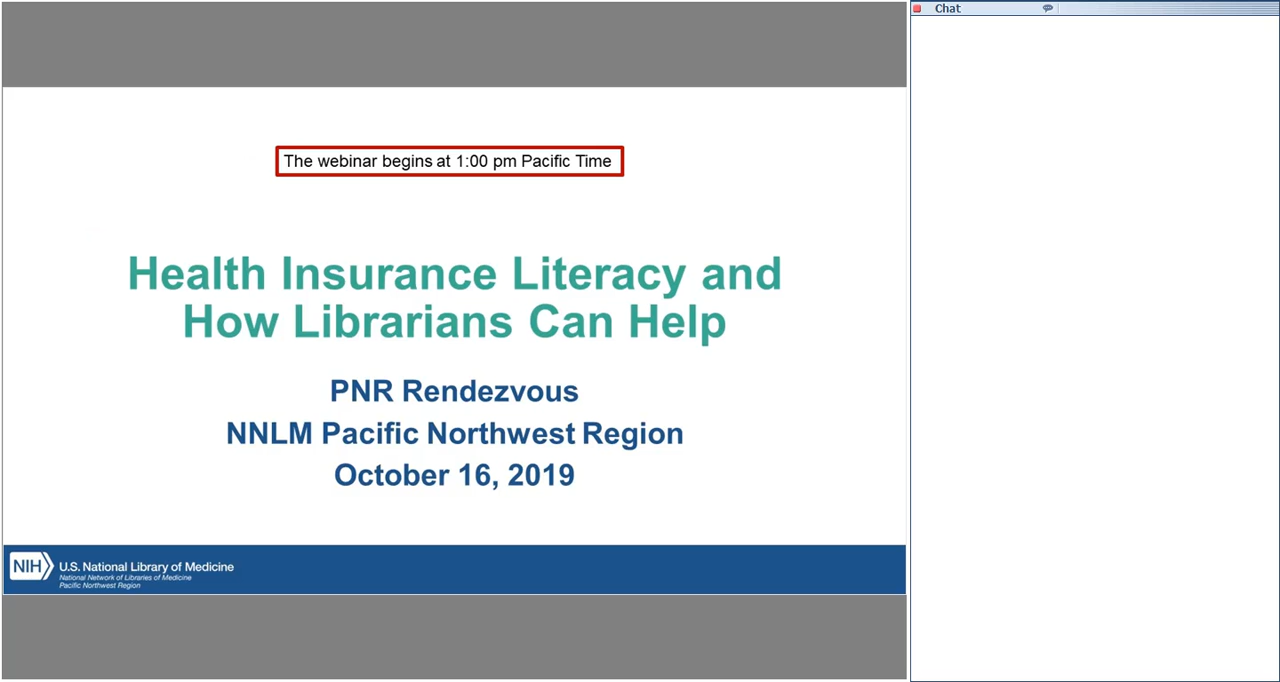 Chat
The webinar begins at 1:00 pm Pacific Time
Health Insurance Literacy and
How Librarians Can Help
PNR Rendezvous
NNLM Pacific Northwest Region
October 16, 2019
NIH
U.S. National Library of Medicine
National Network of Libraries of Medicine
Pacific Northwest Region